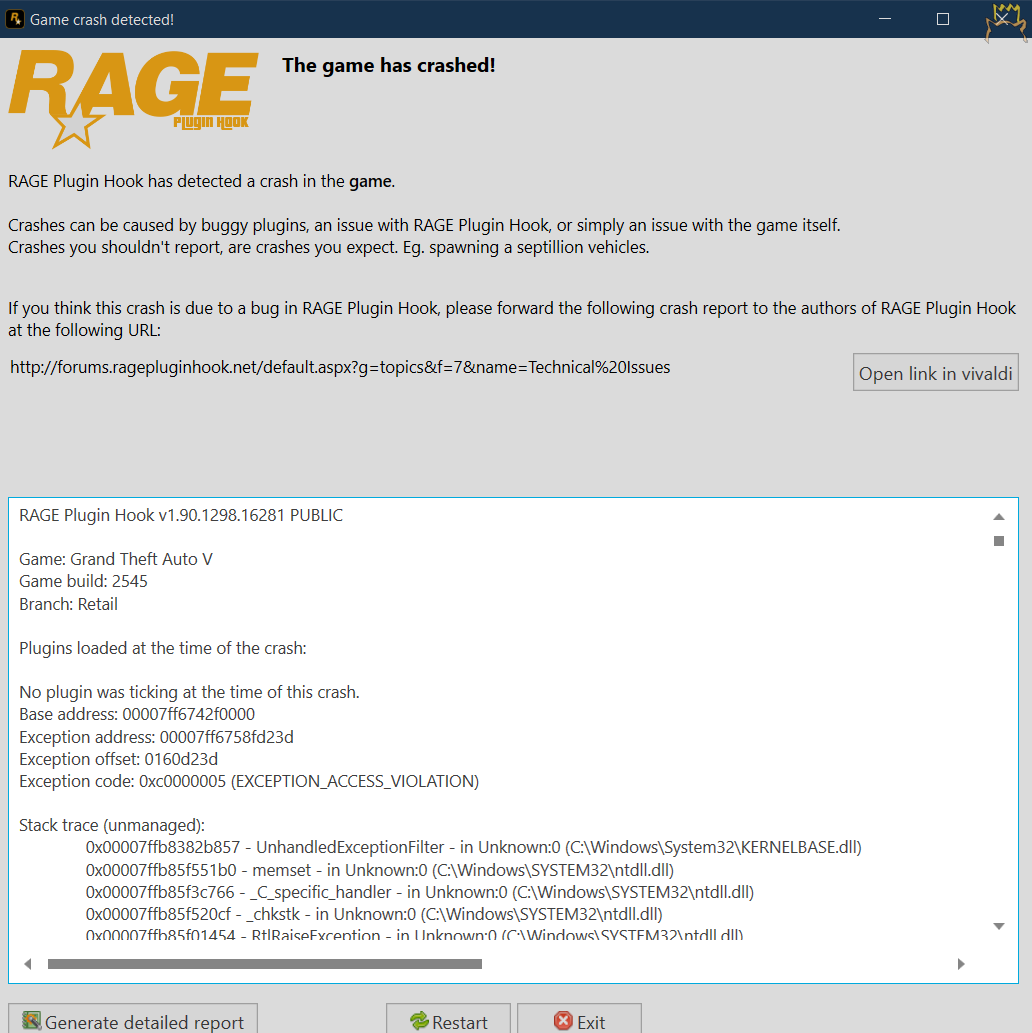 Game crash detected!
RAGE
PLUGIN HOOK
The game has crashed!
RAGE Plugin Hook has detected a crash in the game.
Crashes can be caused by buggy plugins, an issue with RAGE Plugin Hook, or simply an issue with the game itself.
Crashes you shouldn't report, are crashes you expect. Eg. spawning a septillion vehicles.
If you think this crash is due to a bug in RAGE Plugin Hook, please forward the following crash report to the authors of RAGE Plugin Hook
at the following URL:
http://forums.ragepluginhook.net/default.aspx?g=topics&f=7&name=Technical%20Issues
Open link in vivaldi
RAGE Plugin Hook v1.90.1298.16281 PUBLIC
Game: Grand Theft Auto V
Game build: 2545
Branch: Retail
Plugins loaded at the time of the crash:
No plugin was ticking at the time of this crash.
Base address: 00007ff6742f0000
Exception address: 00007ff6758fd23d
Exception offset: 0160d23d
Exception code: 0xc0000005 (EXCEPTION_ACCESS_VIOLATION)
Stack trace (unmanaged):
0x00007ffb8382b857 - UnhandledExceptionFilter - in Unknown:0 (C:\Windows\System32\KERNELBASE.dll)
0x00007ffb85f551b0 - memset - in Unknown:0 (C:\Windows\SYSTEM32\ntdll.dll)
0x00007ffb85f3c766 - _C_specific_handler - in Unknown:0 (C:\Windows\SYSTEM32\ntdll.dll)
0x00007ffb85f520cf - _chkstk - in Unknown:0 (C:\Windows\SYSTEM32\ntdll.dll)
0x00007ffb85f01454 - RtlRaiseException - in Unknown:0 (C:\Windows\SYSTEM32\ntdll.dll)
Generate detailed report
Restart
Exit